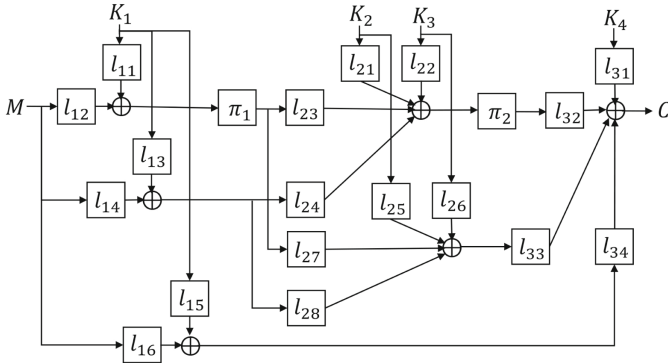 K₁ K₂ K₃ K₄
l₁₁ l₂₁ l₂₂ l₃₁
M l₁₂ π₁ l₂₃ π₂ l₃₂ C
l₁₃
l₁₄ l₂₄ l₂₅ l₂₆
l₂₇ l₃₃ l₃₄
l₁₅ l₂₈
l₁₆